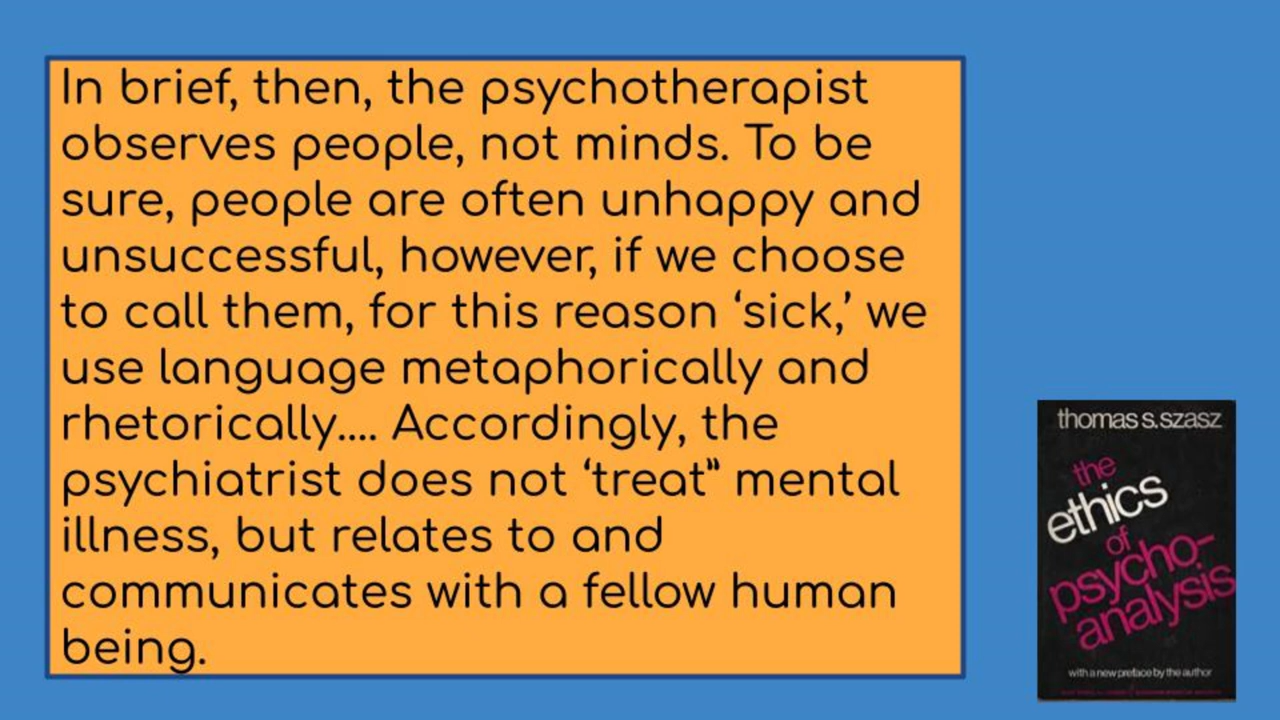 In brief, then, the psychotherapist
observes people, not minds. To be
sure, people are often unhappy and
unsuccessful, however, if we choose
to call them, for this reason ‘sick,’ we
use language metaphorically and
rhetorically.... Accordingly, the
psychiatrist does not ‘treat” mental
illness, but relates to and
communicates with a fellow human
being.
thomas s. szasz
the
ethics
of
psycho-
analysis
with a new preface by the author